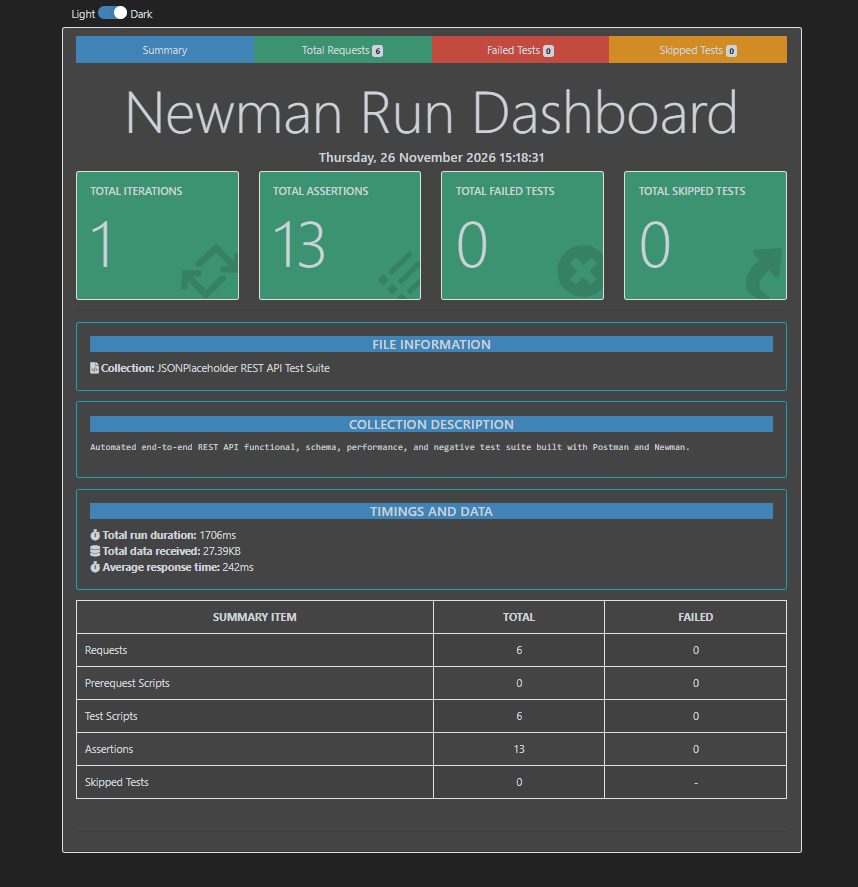 Light Dark
Summary Total Requests 6 Failed Tests 0 Skipped Tests 0
Newman Run Dashboard
Thursday, 26 November 2026 15:18:31
TOTAL ITERATIONS TOTAL ASSERTIONS TOTAL FAILED TESTS TOTAL SKIPPED TESTS
1 13 0 0
FILE INFORMATION
Collection: JSONPlaceholder REST API Test Suite
COLLECTION DESCRIPTION
Automated end-to-end REST API functional, schema, performance, and negative test suite built with Postman and Newman.
TIMINGS AND DATA
Total run duration: 1706ms
Total data received: 27.39KB
Average response time: 242ms
SUMMARY ITEM TOTAL FAILED
Requests 6 0
Prerequest Scripts 0 0
Test Scripts 6 0
Assertions 13 0
Skipped Tests 0 -